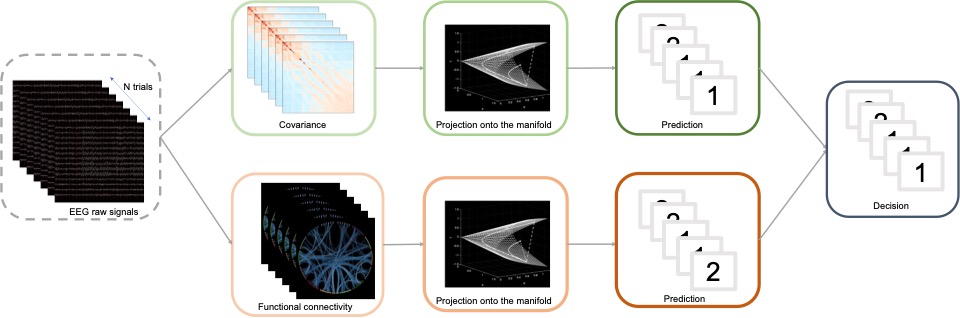 N trials
EEG raw signals
Covariance
Projection onto the manifold
1
Prediction
Functional connectivity
Projection onto the manifold
2
Prediction
1
Decision